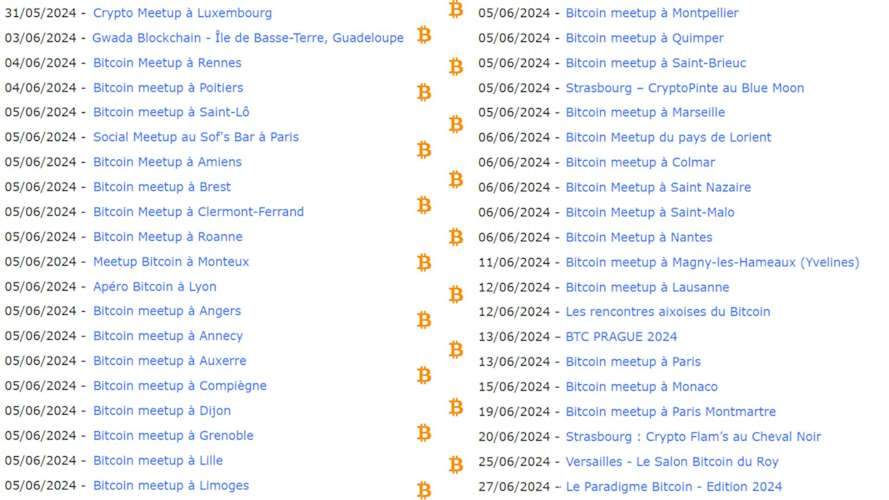 31/05/2024 - Crypto Meetup à Luxembourg
03/06/2024 - Gwada Blockchain - Île de Basse-Terre, Guadeloupe
04/06/2024 - Bitcoin Meetup à Rennes
04/06/2024 - Bitcoin meetup à Poitiers
05/06/2024 - Bitcoin meetup à Saint-Lô
05/06/2024 - Social Meetup au Sof's Bar à Paris
05/06/2024 - Bitcoin Meetup à Amiens
05/06/2024 - Bitcoin meetup à Brest
05/06/2024 - Bitcoin Meetup à Clermont-Ferrand
05/06/2024 - Bitcoin Meetup à Roanne
05/06/2024 - Meetup Bitcoin à Monteux
05/06/2024 - Apéro Bitcoin à Lyon
05/06/2024 - Bitcoin meetup à Angers
05/06/2024 - Bitcoin meetup à Annecy
05/06/2024 - Bitcoin meetup à Auxerre
05/06/2024 - Bitcoin meetup à Compiègne
05/06/2024 - Bitcoin meetup à Dijon
05/06/2024 - Bitcoin meetup à Grenoble
05/06/2024 - Bitcoin meetup à Lille
05/06/2024 - Bitcoin meetup à Limoges
05/06/2024 - Bitcoin meetup à Montpellier
05/06/2024 - Bitcoin meetup à Quimper
05/06/2024 - Bitcoin meetup à Saint-Brieuc
05/06/2024 - Strasbourg – CryptoPinte au Blue Moon
05/06/2024 - Bitcoin meetup à Marseille
06/06/2024 - Bitcoin Meetup du pays de Lorient
06/06/2024 - Bitcoin meetup à Colmar
06/06/2024 - Bitcoin Meetup à Saint Nazaire
06/06/2024 - Bitcoin Meetup à Saint-Malo
06/06/2024 - Bitcoin Meetup à Nantes
11/06/2024 - Bitcoin meetup à Magny-les-Hameaux (Yvelines)
12/06/2024 - Bitcoin meetup à Lausanne
12/06/2024 - Les rencontres aixoises du Bitcoin
13/06/2024 – BTC PRAGUE 2024
13/06/2024 - Bitcoin meetup à Paris
15/06/2024 - Bitcoin meetup à Monaco
19/06/2024 - Bitcoin meetup à Paris Montmartre
20/06/2024 - Strasbourg : Crypto Flam’s au Cheval Noir
25/06/2024 - Versailles - Le Salon Bitcoin du Roy
27/06/2024 - Le Paradigme Bitcoin - Edition 2024